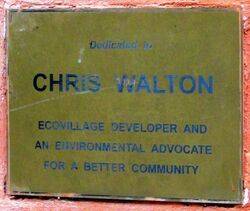 Dedicated to
CHRIS WALTON
ECOVILLAGE DEVELOPER AND
AN ENVIRONMENTAL ADVOCATE
FOR A BETTER COMMUNITY